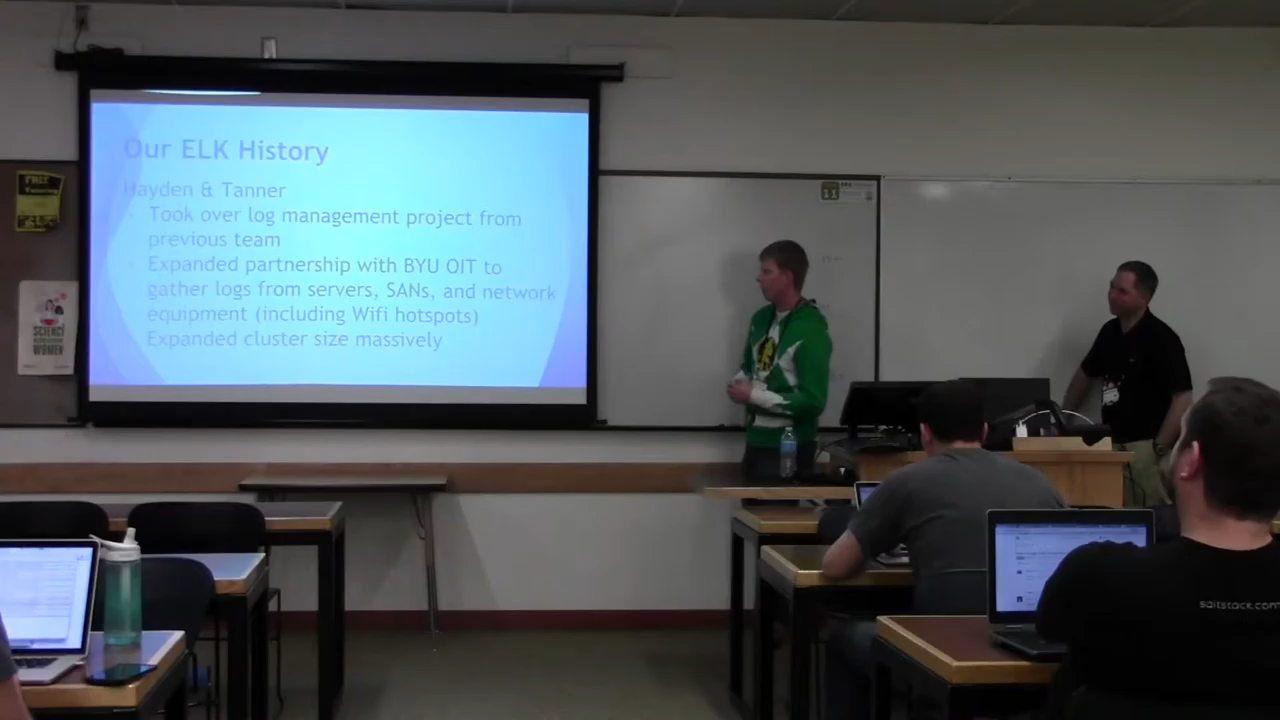 Our ELK History
Hayden & Tanner
Took over log management project from
previous team
Expanded partnership with BYU OIT to
gather logs from servers, SANs, and network
equipment (including Wifi hotspots)
Expanded cluster size massively
FREE
11
SCIENCE
WOMEN
saltstack.com